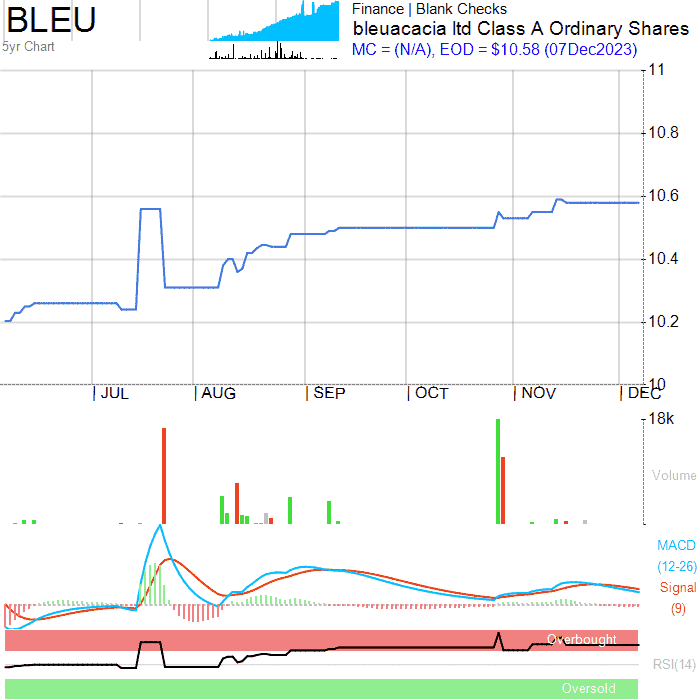 BLEU
5yr Chart
Finance | Blank Checks
bleuacacia ltd Class A Ordinary Shares
MC = (N/A), EOD = $10.58 (07Dec2023)
11
10.8
10.6
10.4
10.2
10
| JUL | AUG | SEP | OCT | NOV | DEC
18k
Volume
MACD
(12-26)
Signal
(9)
Overbought
RSI(14)
Oversold